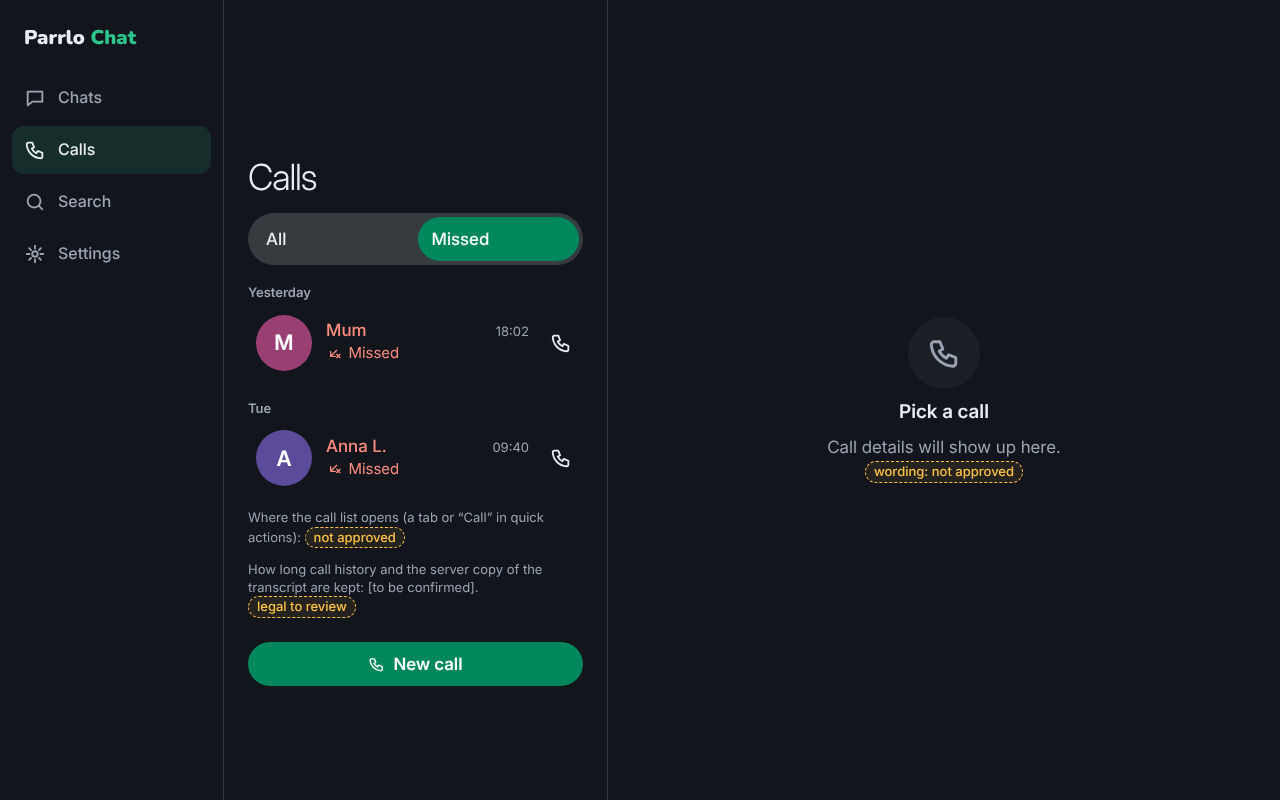 Parrlo Chat
Chats
Calls
Search
Settings
Calls
All
Missed
Yesterday
M
Mum
18:02
Missed
Tue
A
Anna L.
09:40
Missed
Where the call list opens (a tab or “Call” in quick
actions): not approved
How long call history and the server copy of the
transcript are kept: [to be confirmed].
legal to review
New call
Pick a call
Call details will show up here.
wording: not approved